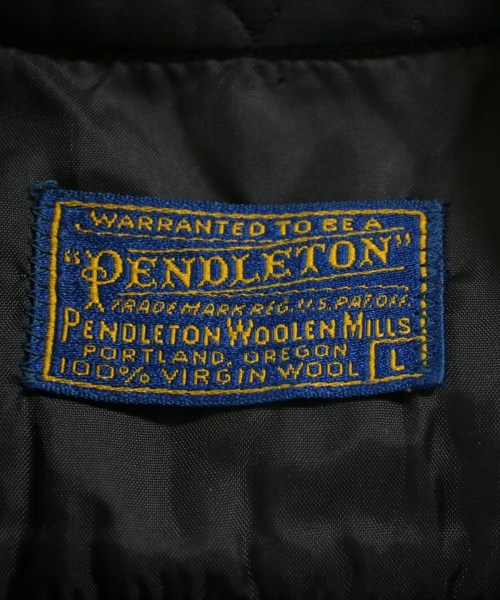 WARRANTED TO BE A
"PENDLETON"
TRADE MARK REG. U.S. PAT. OFF.
PENDLETON WOOLEN MILLS
PORTLAND, OREGON
100% VIRGIN WOOL
L